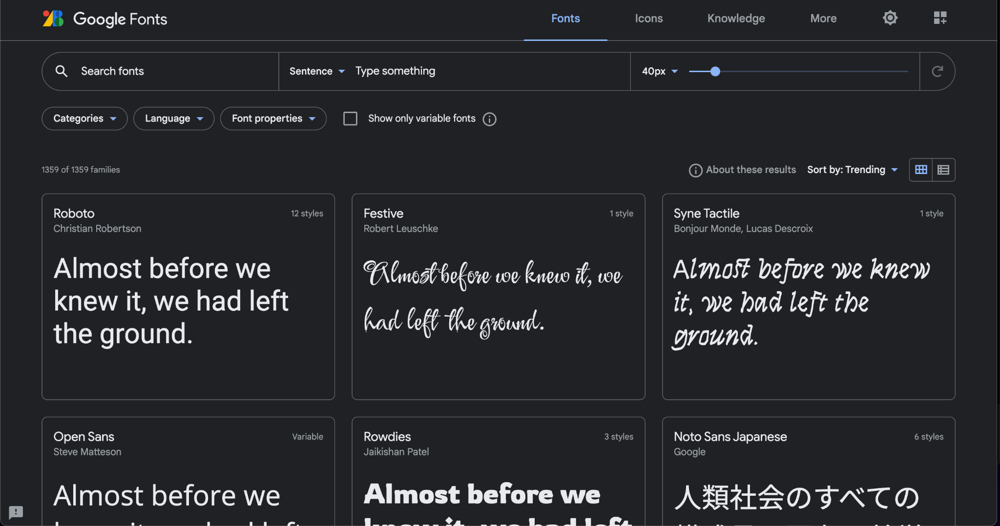 Google Fonts
Fonts
Icons
Knowledge
More
Search fonts
Sentence
Type something
40px
Categories
Language
Font properties
Show only variable fonts
1359 of 1359 families
About these results
Sort by: Trending
Roboto
12 styles
Christian Robertson
Almost before we
knew it, we had left
the ground.
Festive
1 style
Robert Leuschke
Almost before we knew it, we
had left the ground.
Syne Tactile
1 style
Bonjour Monde, Lucas Descroix
Almost before we knew
it, we had left the
ground.
Open Sans
Variable
Steve Matteson
Almost before we
Rowdies
3 styles
Jaikishan Patel
Almost before we
knew it, we had left
Noto Sans Japanese
6 styles
Google
人類社会のすべての